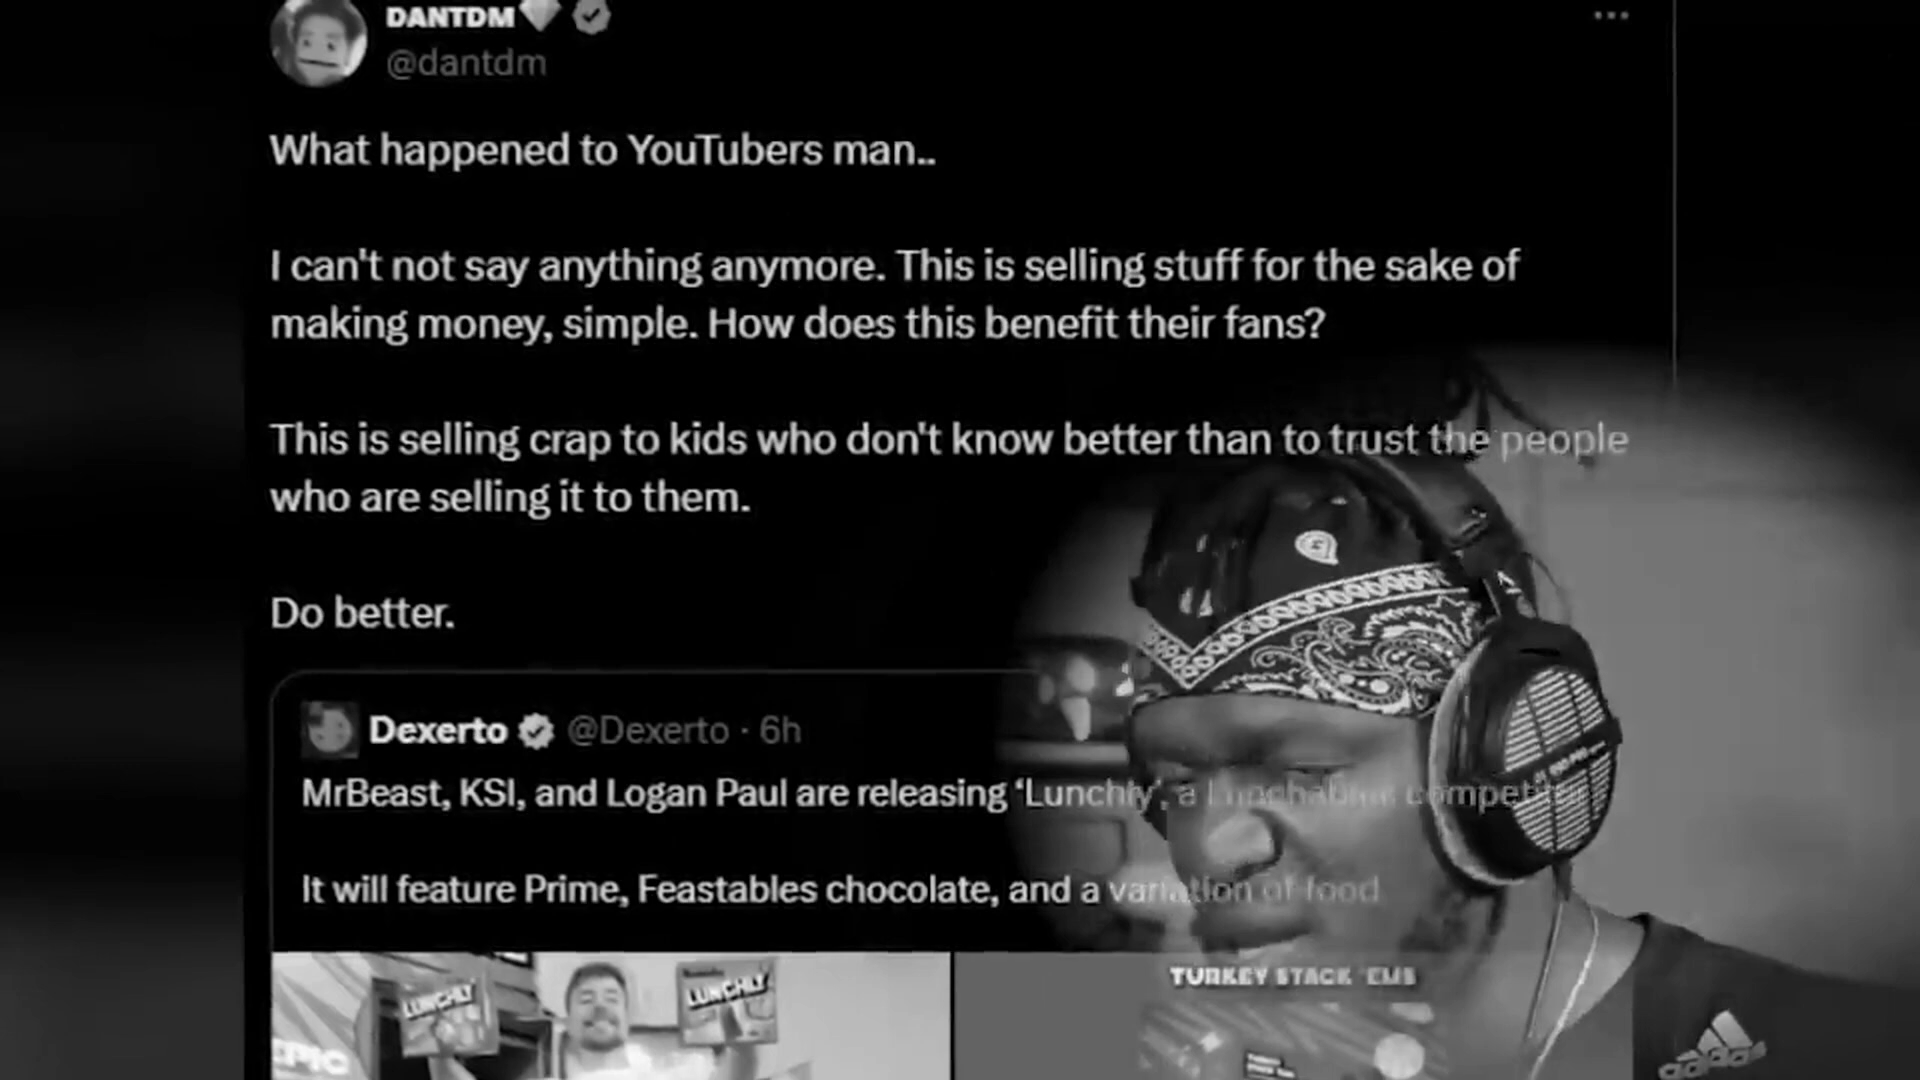 DANTDM
@dantdm
What happened to YouTubers man..
I can't not say anything anymore. This is selling stuff for the sake of
making money, simple. How does this benefit their fans?
This is selling crap to kids who don't know better than to trust the people
who are selling it to them.
Do better.
Dexerto @Dexerto · 6h
MrBeast, KSI, and Logan Paul are releasing ‘Lunchly’, a Lunchables competitor
It will feature Prime, Feastables chocolate, and a variation of food
LUNCHLY
LUNCHLY
EPIC
TURKEY STACK 'EMS
adidas